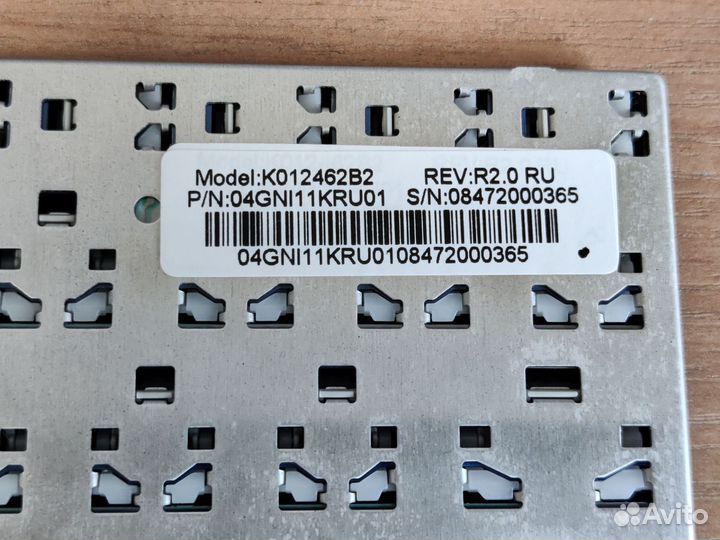 Model:K012462B2 REV:R2.0 RU
P/N:04GNI11KRU01 S/N:08472000365
04GNI11KRU0108472000365
Avito